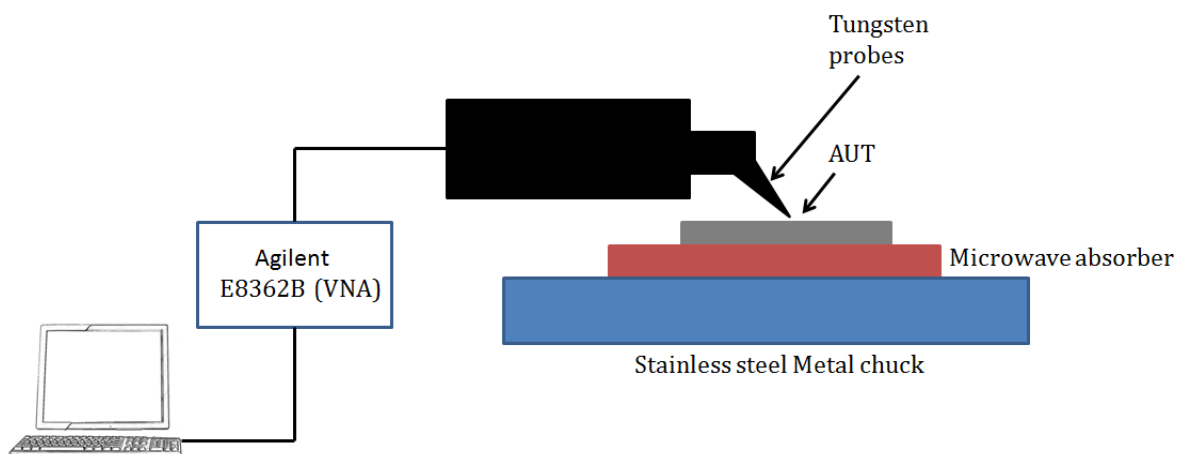 Tungsten
probes
AUT
Agilent
E8362B (VNA)
Microwave absorber
Stainless steel Metal chuck